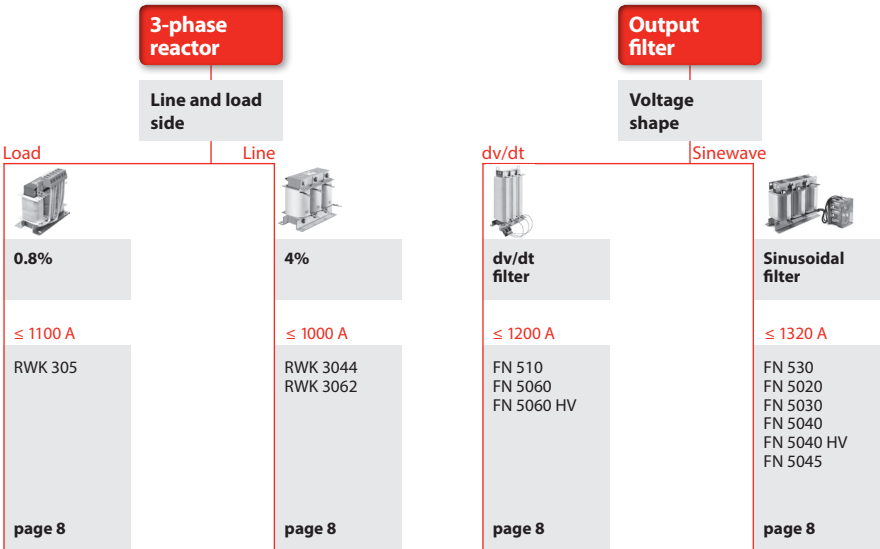 3-phase
reactor
Line and load
side
Load
Line
0.8%
≤ 1100 A
RWK 305
page 8
4%
≤ 1000 A
RWK 3044
RWK 3062
page 8
Output
filter
Voltage
shape
dv/dt
Sinewave
dv/dt
filter
≤ 1200 A
FN 510
FN 5060
FN 5060 HV
page 8
Sinusoidal
filter
≤ 1320 A
FN 530
FN 5020
FN 5030
FN 5040
FN 5040 HV
FN 5045
page 8